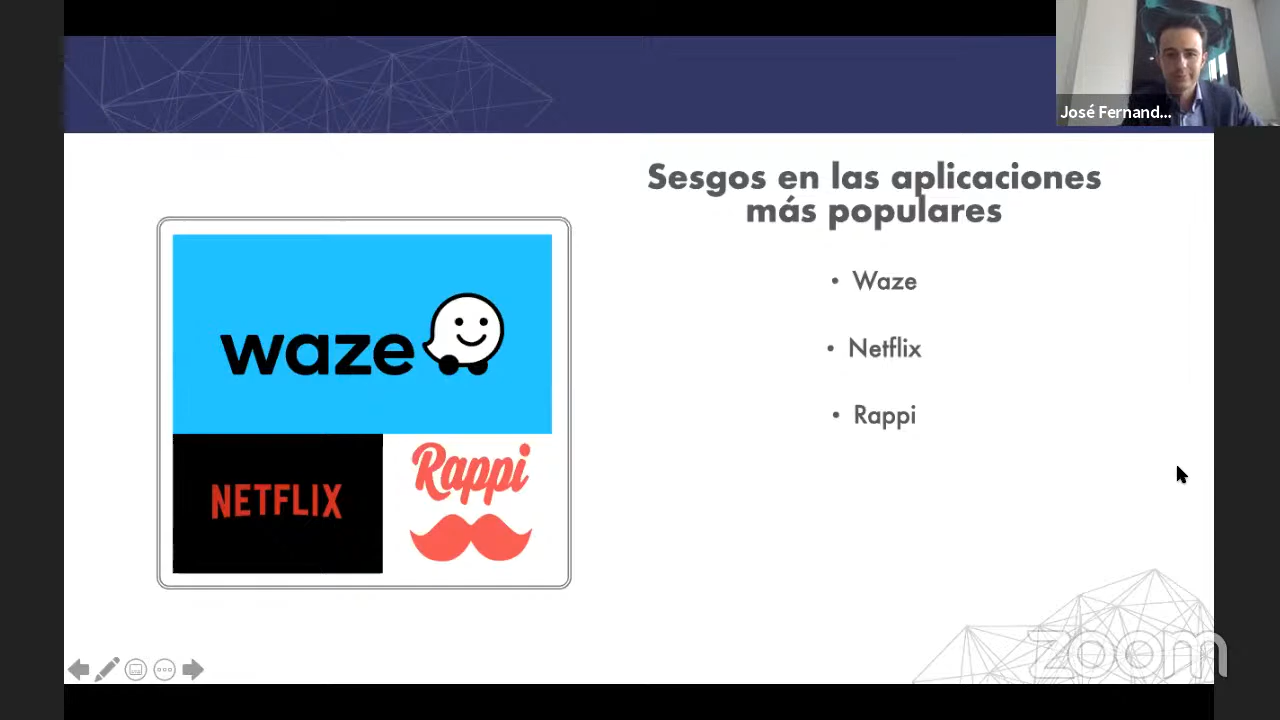 José Fernand...
Sesgos en las aplicaciones
más populares
• Waze
• Netflix
• Rappi
waze
NETFLIX
Rappi
zoom